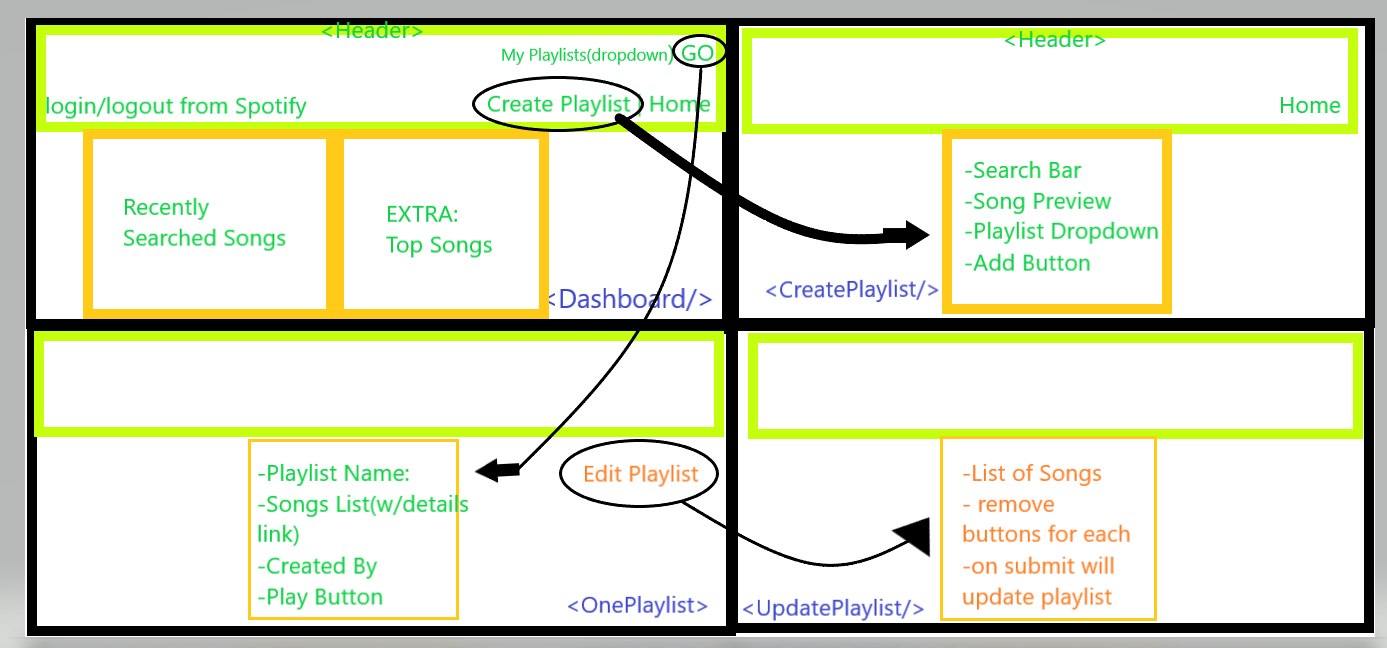 <Header>
My Playlists(dropdown) GO
login/logout from Spotify
Create Playlist | Home
Recently
Searched Songs
EXTRA:
Top Songs
<Dashboard/>
<Header>
Home
-Search Bar
-Song Preview
-Playlist Dropdown
-Add Button
<CreatePlaylist/>
-Playlist Name:
-Songs List(w/details
link)
-Created By
-Play Button
Edit Playlist
<OnePlaylist>
-List of Songs
- remove
buttons for each
-on submit will
update playlist
<UpdatePlaylist/>